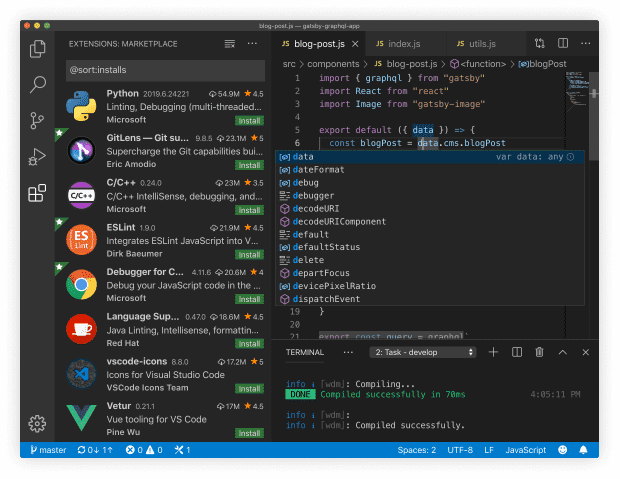 blog-post.js — gatsby-graphql-app
EXTENSIONS: MARKETPLACE
@sort:installs
Python 2019.6.24221 54.9M 4.5
Linting, Debugging (multi-threaded...
Microsoft Install
GitLens — Git su... 9.8.5 23.1M 5
Supercharge the Git capabilities bui...
Eric Amodio Install
C/C++ 0.24.0 23M 3.5
C/C++ IntelliSense, debugging, and...
Microsoft Install
ESLint 1.9.0 21.9M 4.5
Integrates ESLint JavaScript into V...
Dirk Baeumer Install
Debugger for C... 4.11.6 20.6M 4
Debug your JavaScript code in the ...
Microsoft Install
Language Sup... 0.47.0 18.6M 4.5
Java Linting, Intellisense, formattin...
Red Hat Install
vscode-icons 8.8.0 17.2M 5
Icons for Visual Studio Code
VSCode Icons Team Install
Vetur 0.21.1 17M 4.5
Vue tooling for VS Code
Pine Wu Install
JS blog-post.js JS index.js JS utils.js
src > components > JS blog-post.js > <function> > blogPost
1 import { graphql } from "gatsby"
2 import React from "react"
3 import Image from "gatsby-image"
4
5 export default ({ data }) => {
6 const blogPost = data.cms.blogPost
data var data: any
dateFormat
debug
debugger
decodeURI
decodeURIComponent
default
defaultStatus
delete
departFocus
devicePixelRatio
dispatchEvent
19 }
20
21 export const query = graphql`
TERMINAL ... 2: Task - develop
info ↓ [wdm]: Compiling...
DONE Compiled successfully in 70ms 4:05:11 PM
info ↓ [wdm]:
info ↓ [wdm]: Compiled successfully.
master 0↓ 1↑ 0 0 1 Spaces: 2 UTF-8 LF JavaScript